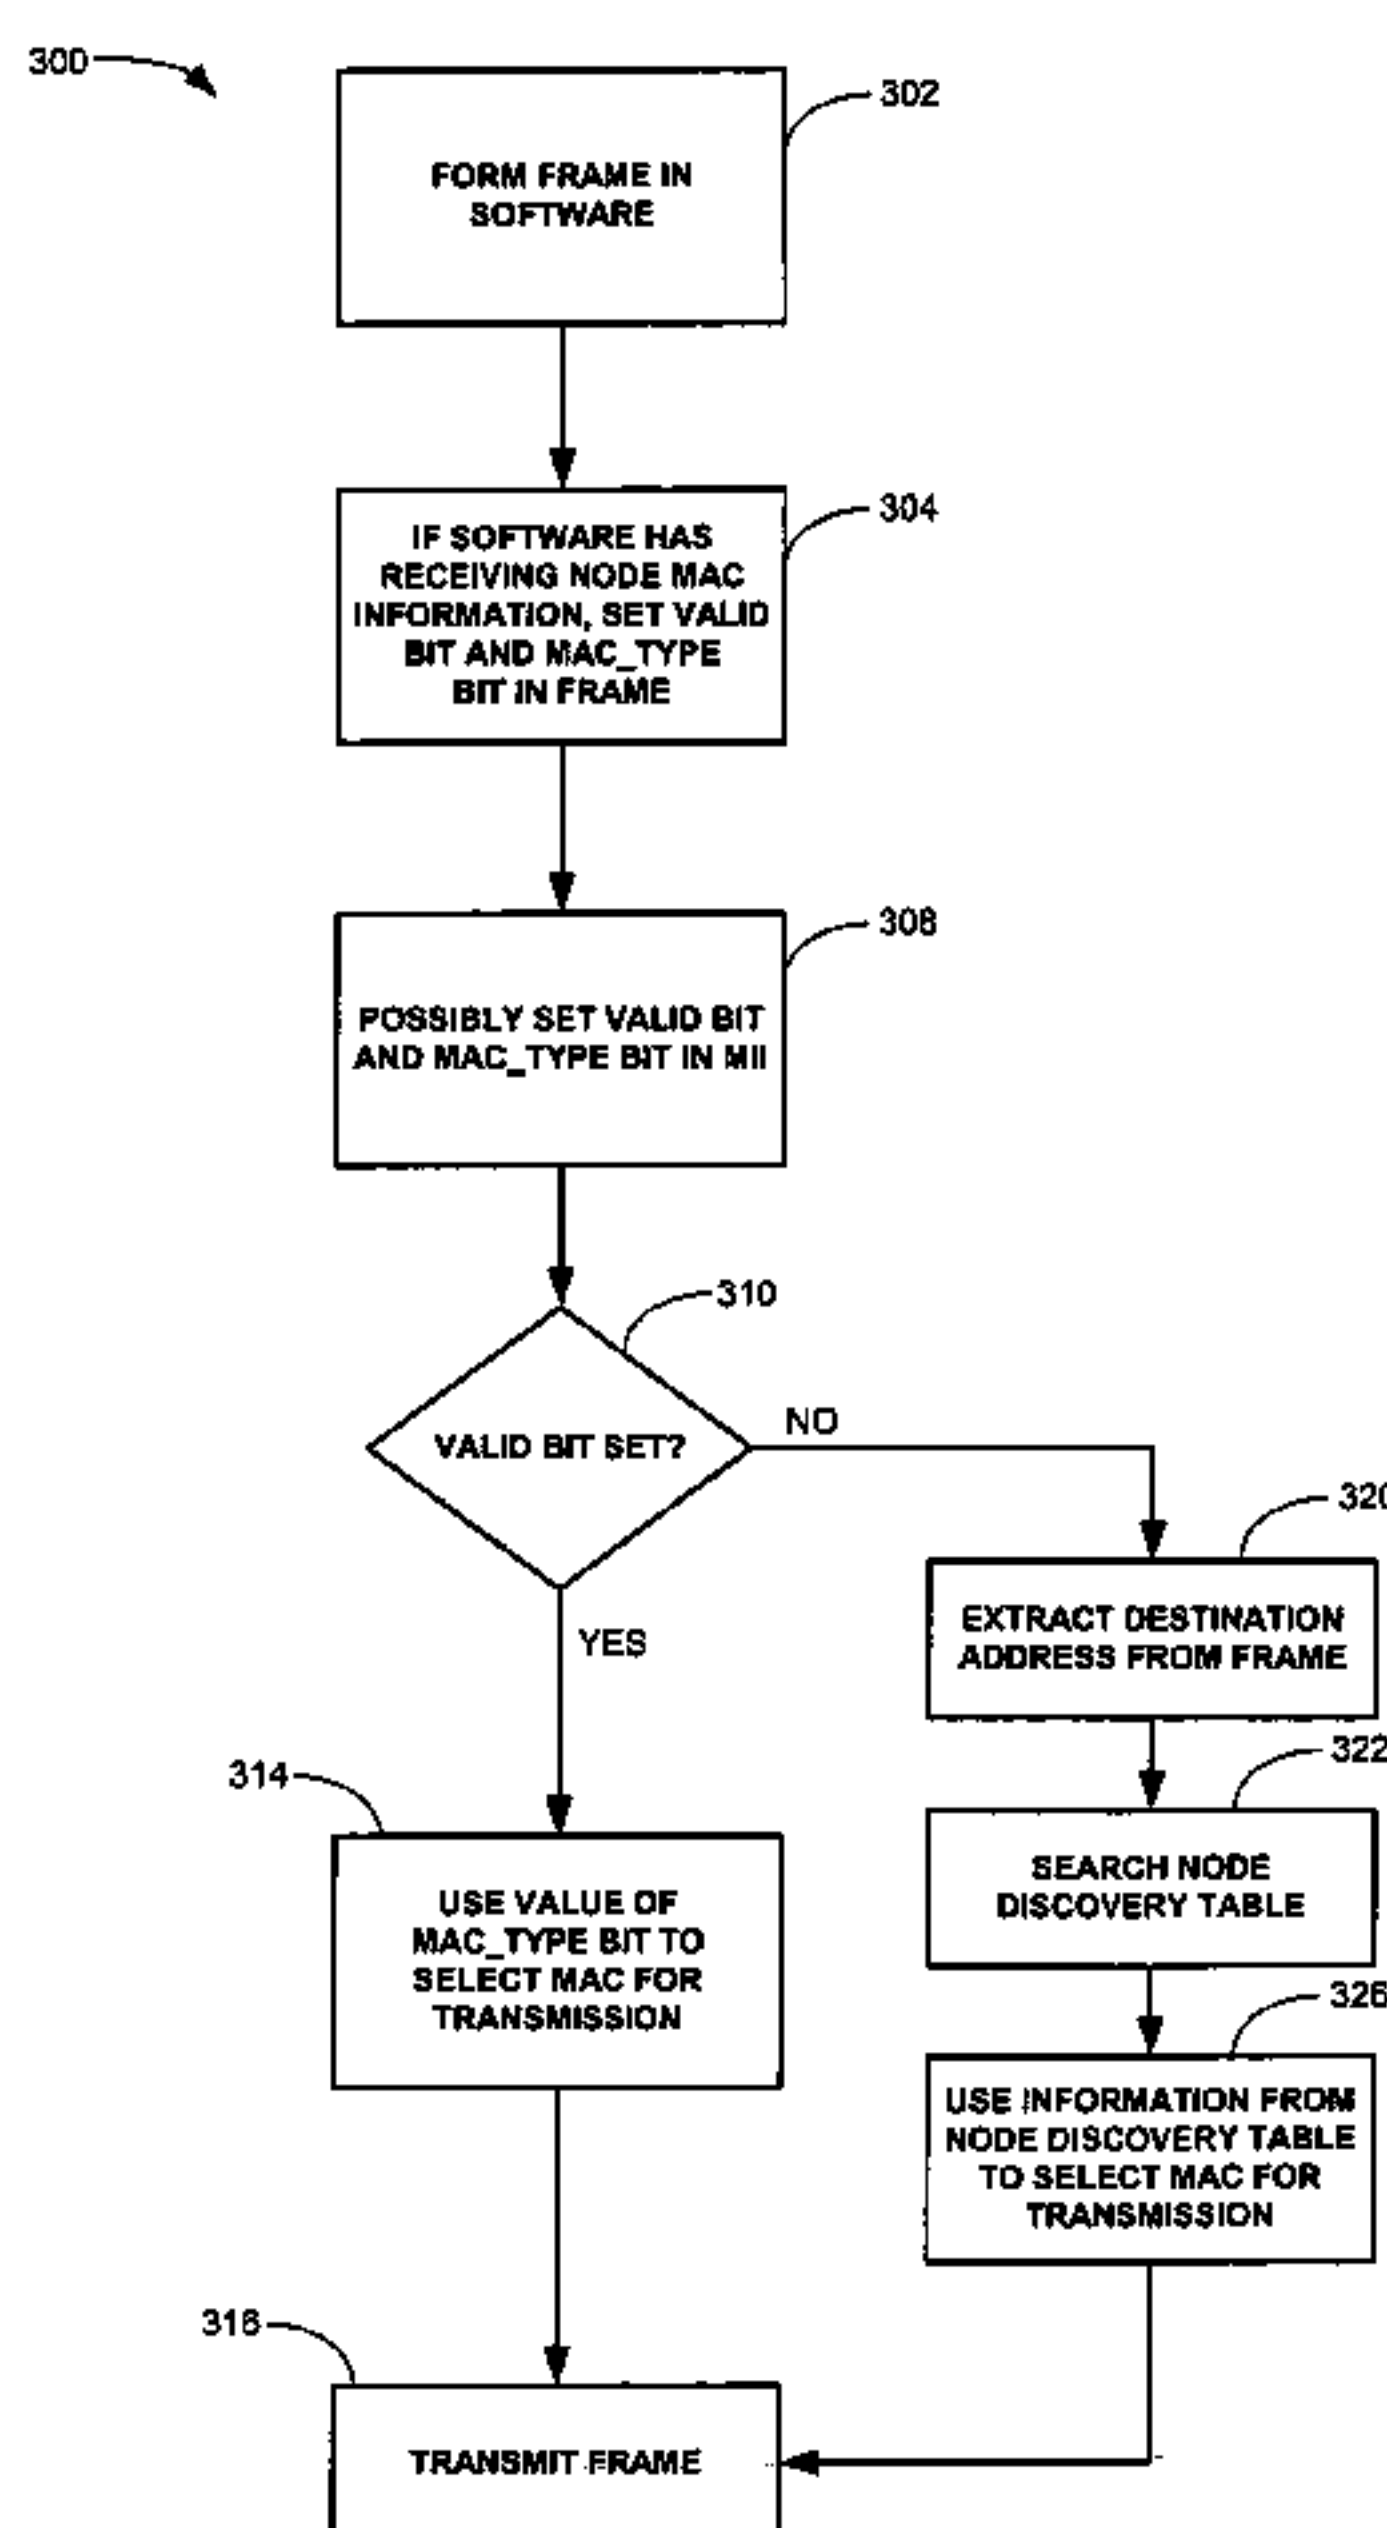 300
302
FORM FRAME IN
SOFTWARE
304
IF SOFTWARE HAS
RECEIVING NODE MAC
INFORMATION, SET VALID
BIT AND MAC_TYPE
BIT IN FRAME
308
POSSIBLY SET VALID BIT
AND MAC_TYPE BIT IN MII
310
VALID BIT SET?
NO
YES
320
EXTRACT DESTINATION
ADDRESS FROM FRAME
322
SEARCH NODE
DISCOVERY TABLE
326
USE INFORMATION FROM
NODE DISCOVERY TABLE
TO SELECT MAC FOR
TRANSMISSION
314
USE VALUE OF
MAC_TYPE BIT TO
SELECT MAC FOR
TRANSMISSION
316
TRANSMIT FRAME